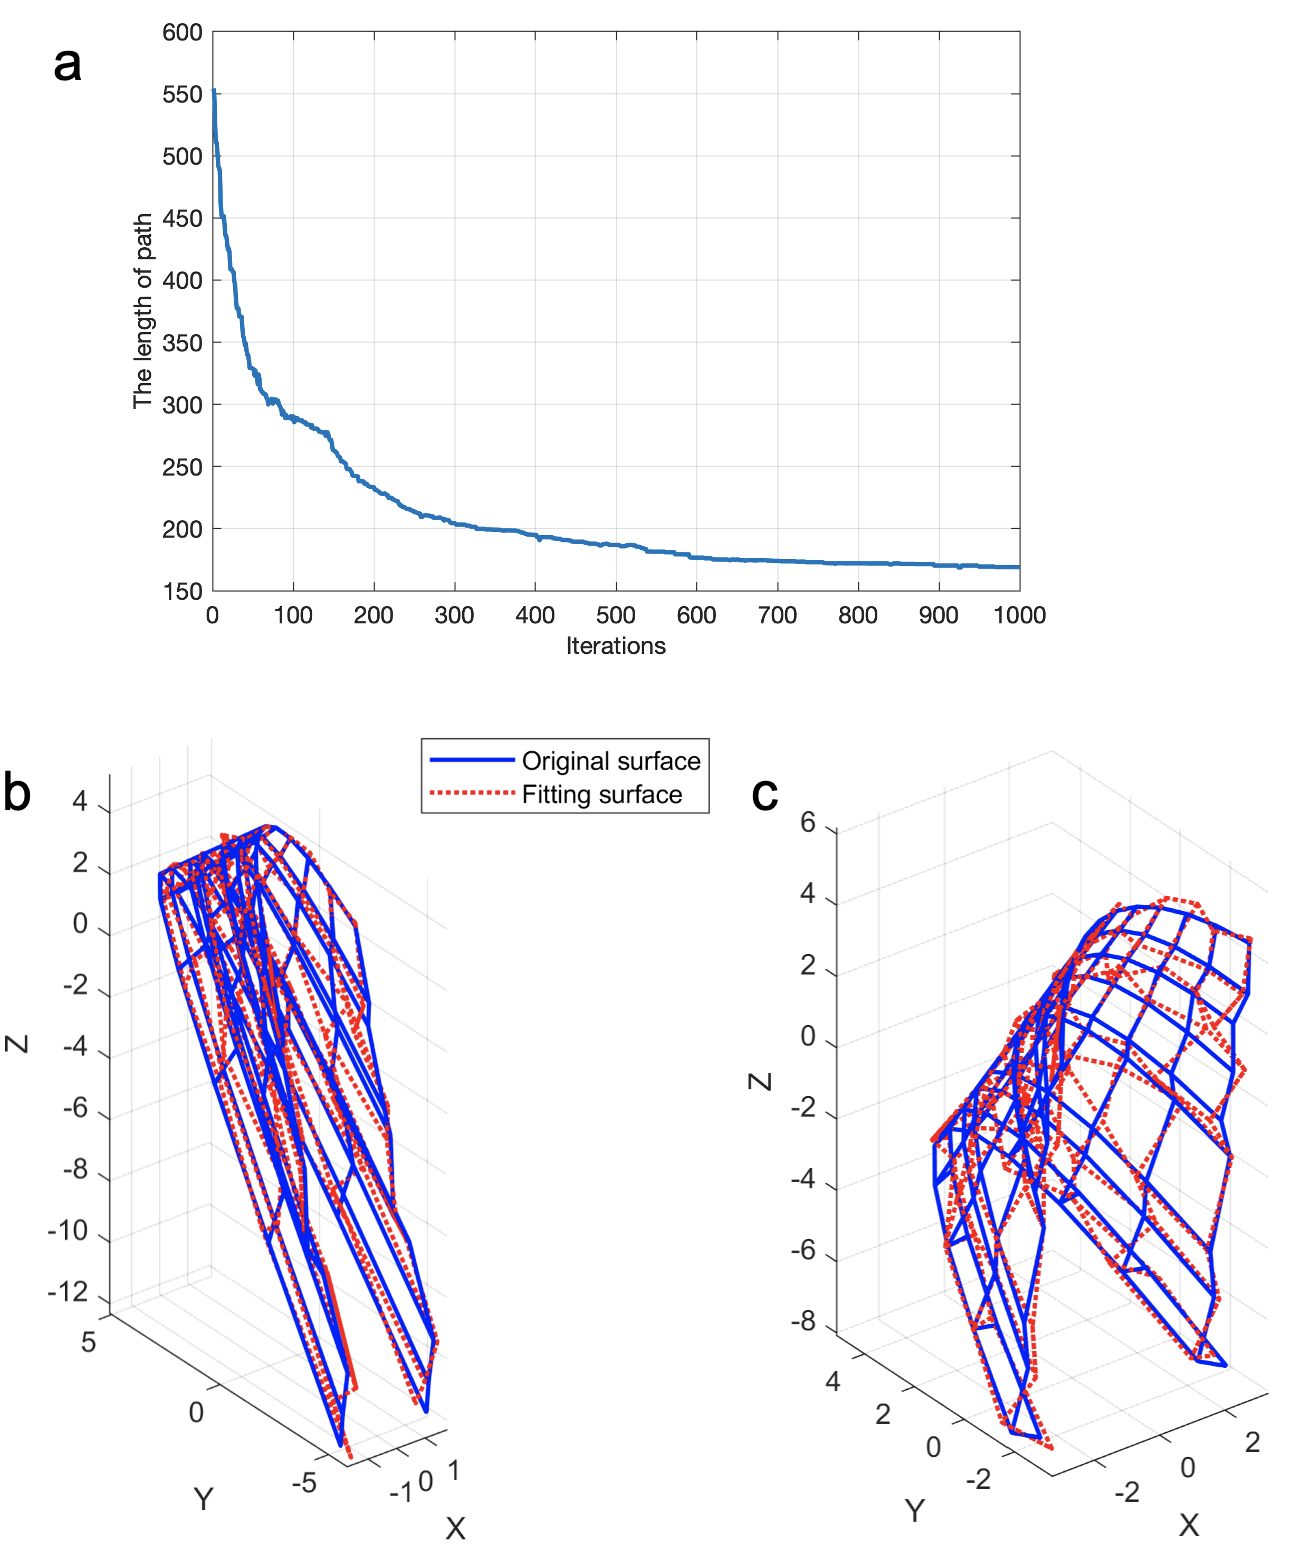 a
600
550
500
450
400
350
300
250
200
150
The length of path
0 100 200 300 400 500 600 700 800 900 1000
Iterations
Original surface
Fitting surface
b
4
2
0
-2
-4
-6
-8
-10
-12
Z
5
0
-5
Y
-1 0 1
X
c
6
4
2
0
-2
-4
-6
-8
Z
4
2
0
-2
Y
-2
0
2
X